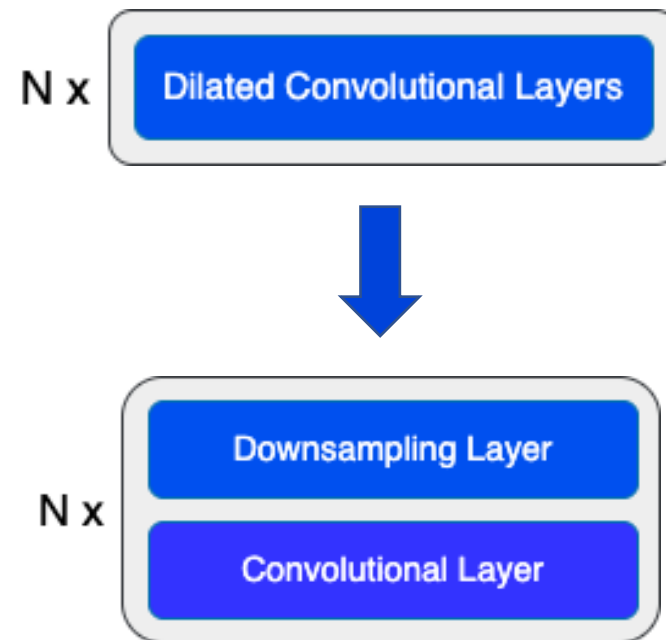 N x Dilated Convolutional Layers
Downsampling Layer
N x
Convolutional Layer